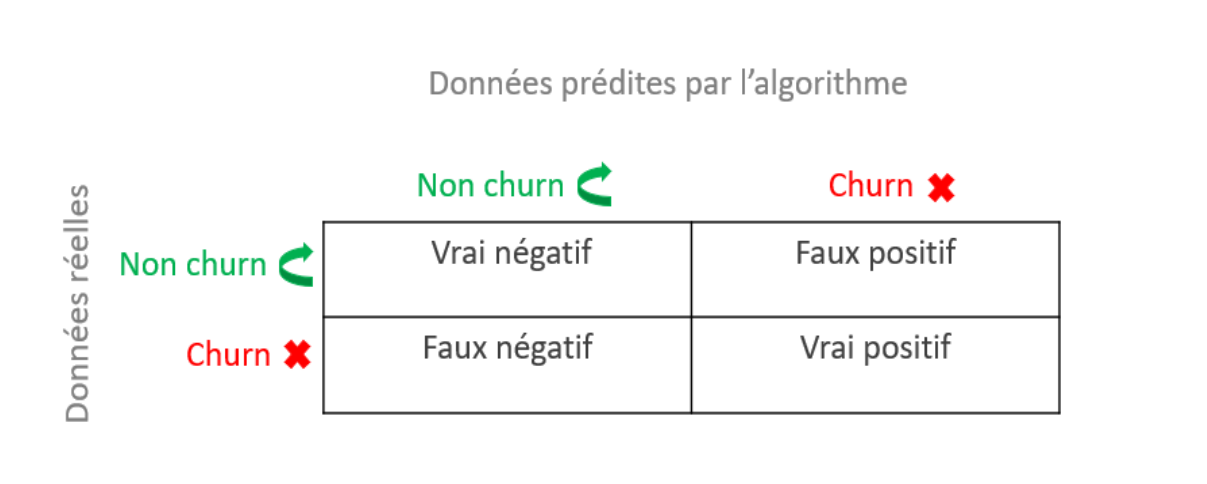 Données prédites par l’algorithme
Non churn
Churn
Données réelles
Non churn
Vrai négatif
Faux positif
Churn
Faux négatif
Vrai positif